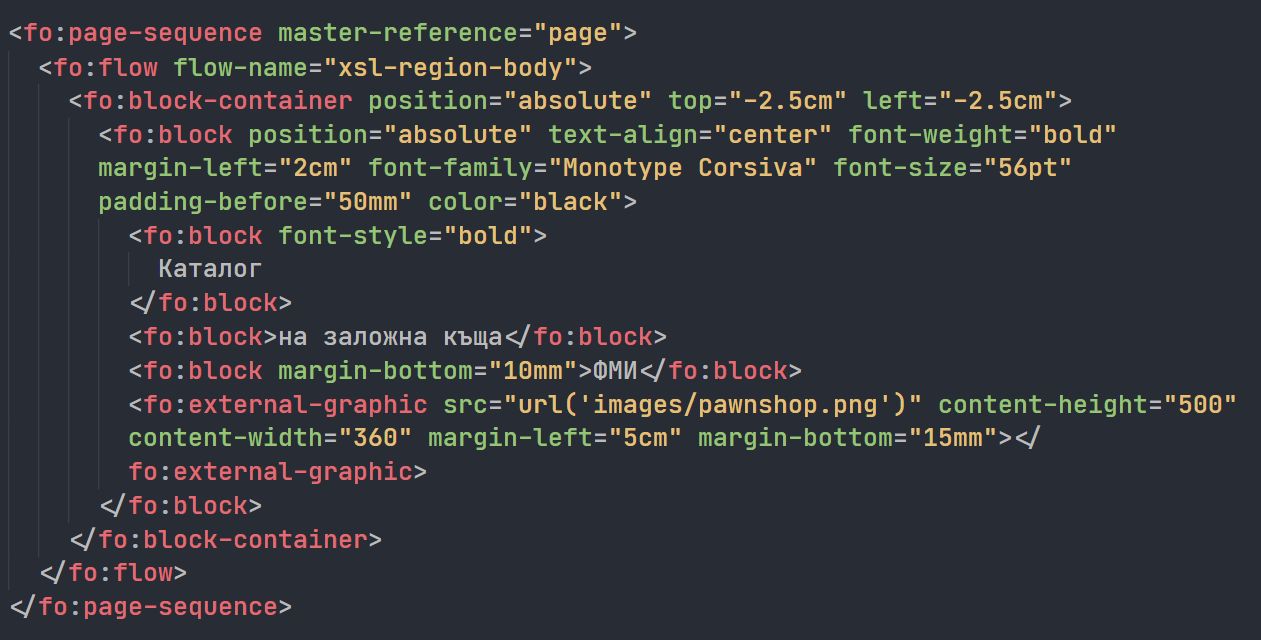 <fo:page-sequence master-reference="page">
<fo:flow flow-name="xsl-region-body">
<fo:block-container position="absolute" top="-2.5cm" left="-2.5cm">
<fo:block position="absolute" text-align="center" font-weight="bold"
margin-left="2cm" font-family="Monotype Corsiva" font-size="56pt"
padding-before="50mm" color="black">
<fo:block font-style="bold">
Каталог
</fo:block>
<fo:block>на заложна къща</fo:block>
<fo:block margin-bottom="10mm">ФМИ</fo:block>
<fo:external-graphic src="url('images/pawnshop.png')" content-height="500"
content-width="360" margin-left="5cm" margin-bottom="15mm"></
fo:external-graphic>
</fo:block>
</fo:block-container>
</fo:flow>
</fo:page-sequence>